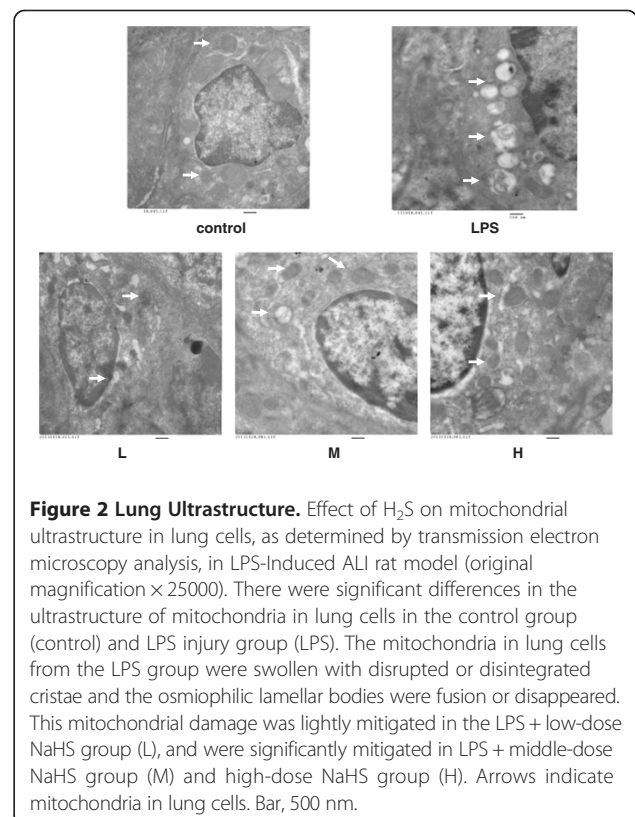 control
LPS
L
M
H
Figure 2 Lung Ultrastructure. Effect of H₂S on mitochondrial
ultrastructure in lung cells, as determined by transmission electron
microscopy analysis, in LPS-Induced ALI rat model (original
magnification × 25000). There were significant differences in the
ultrastructure of mitochondria in lung cells in the control group
(control) and LPS injury group (LPS). The mitochondria in lung cells
from the LPS group were swollen with disrupted or disintegrated
cristae and the osmiophilic lamellar bodies were fusion or disappeared.
This mitochondrial damage was lightly mitigated in the LPS + low-dose
NaHS group (L), and were significantly mitigated in LPS + middle-dose
NaHS group (M) and high-dose NaHS group (H). Arrows indicate
mitochondria in lung cells. Bar, 500 nm.